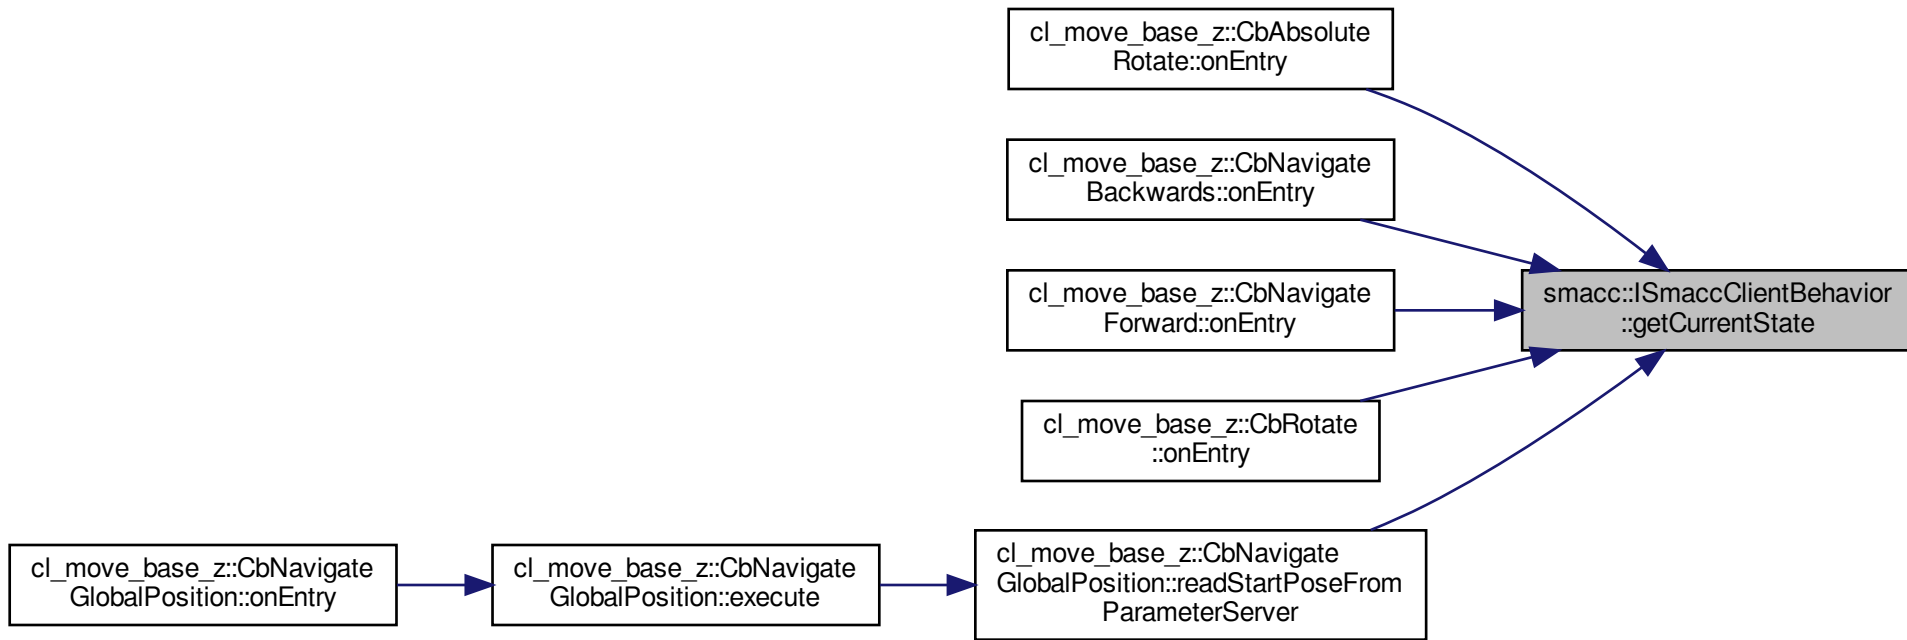 cl_move_base_z::CbAbsolute
Rotate::onEntry
cl_move_base_z::CbNavigate
Backwards::onEntry
cl_move_base_z::CbNavigate
Forward::onEntry
smacc::ISmaccClientBehavior
::getCurrentState
cl_move_base_z::CbRotate
::onEntry
cl_move_base_z::CbNavigate
GlobalPosition::onEntry
cl_move_base_z::CbNavigate
GlobalPosition::execute
cl_move_base_z::CbNavigate
GlobalPosition::readStartPoseFrom
ParameterServer